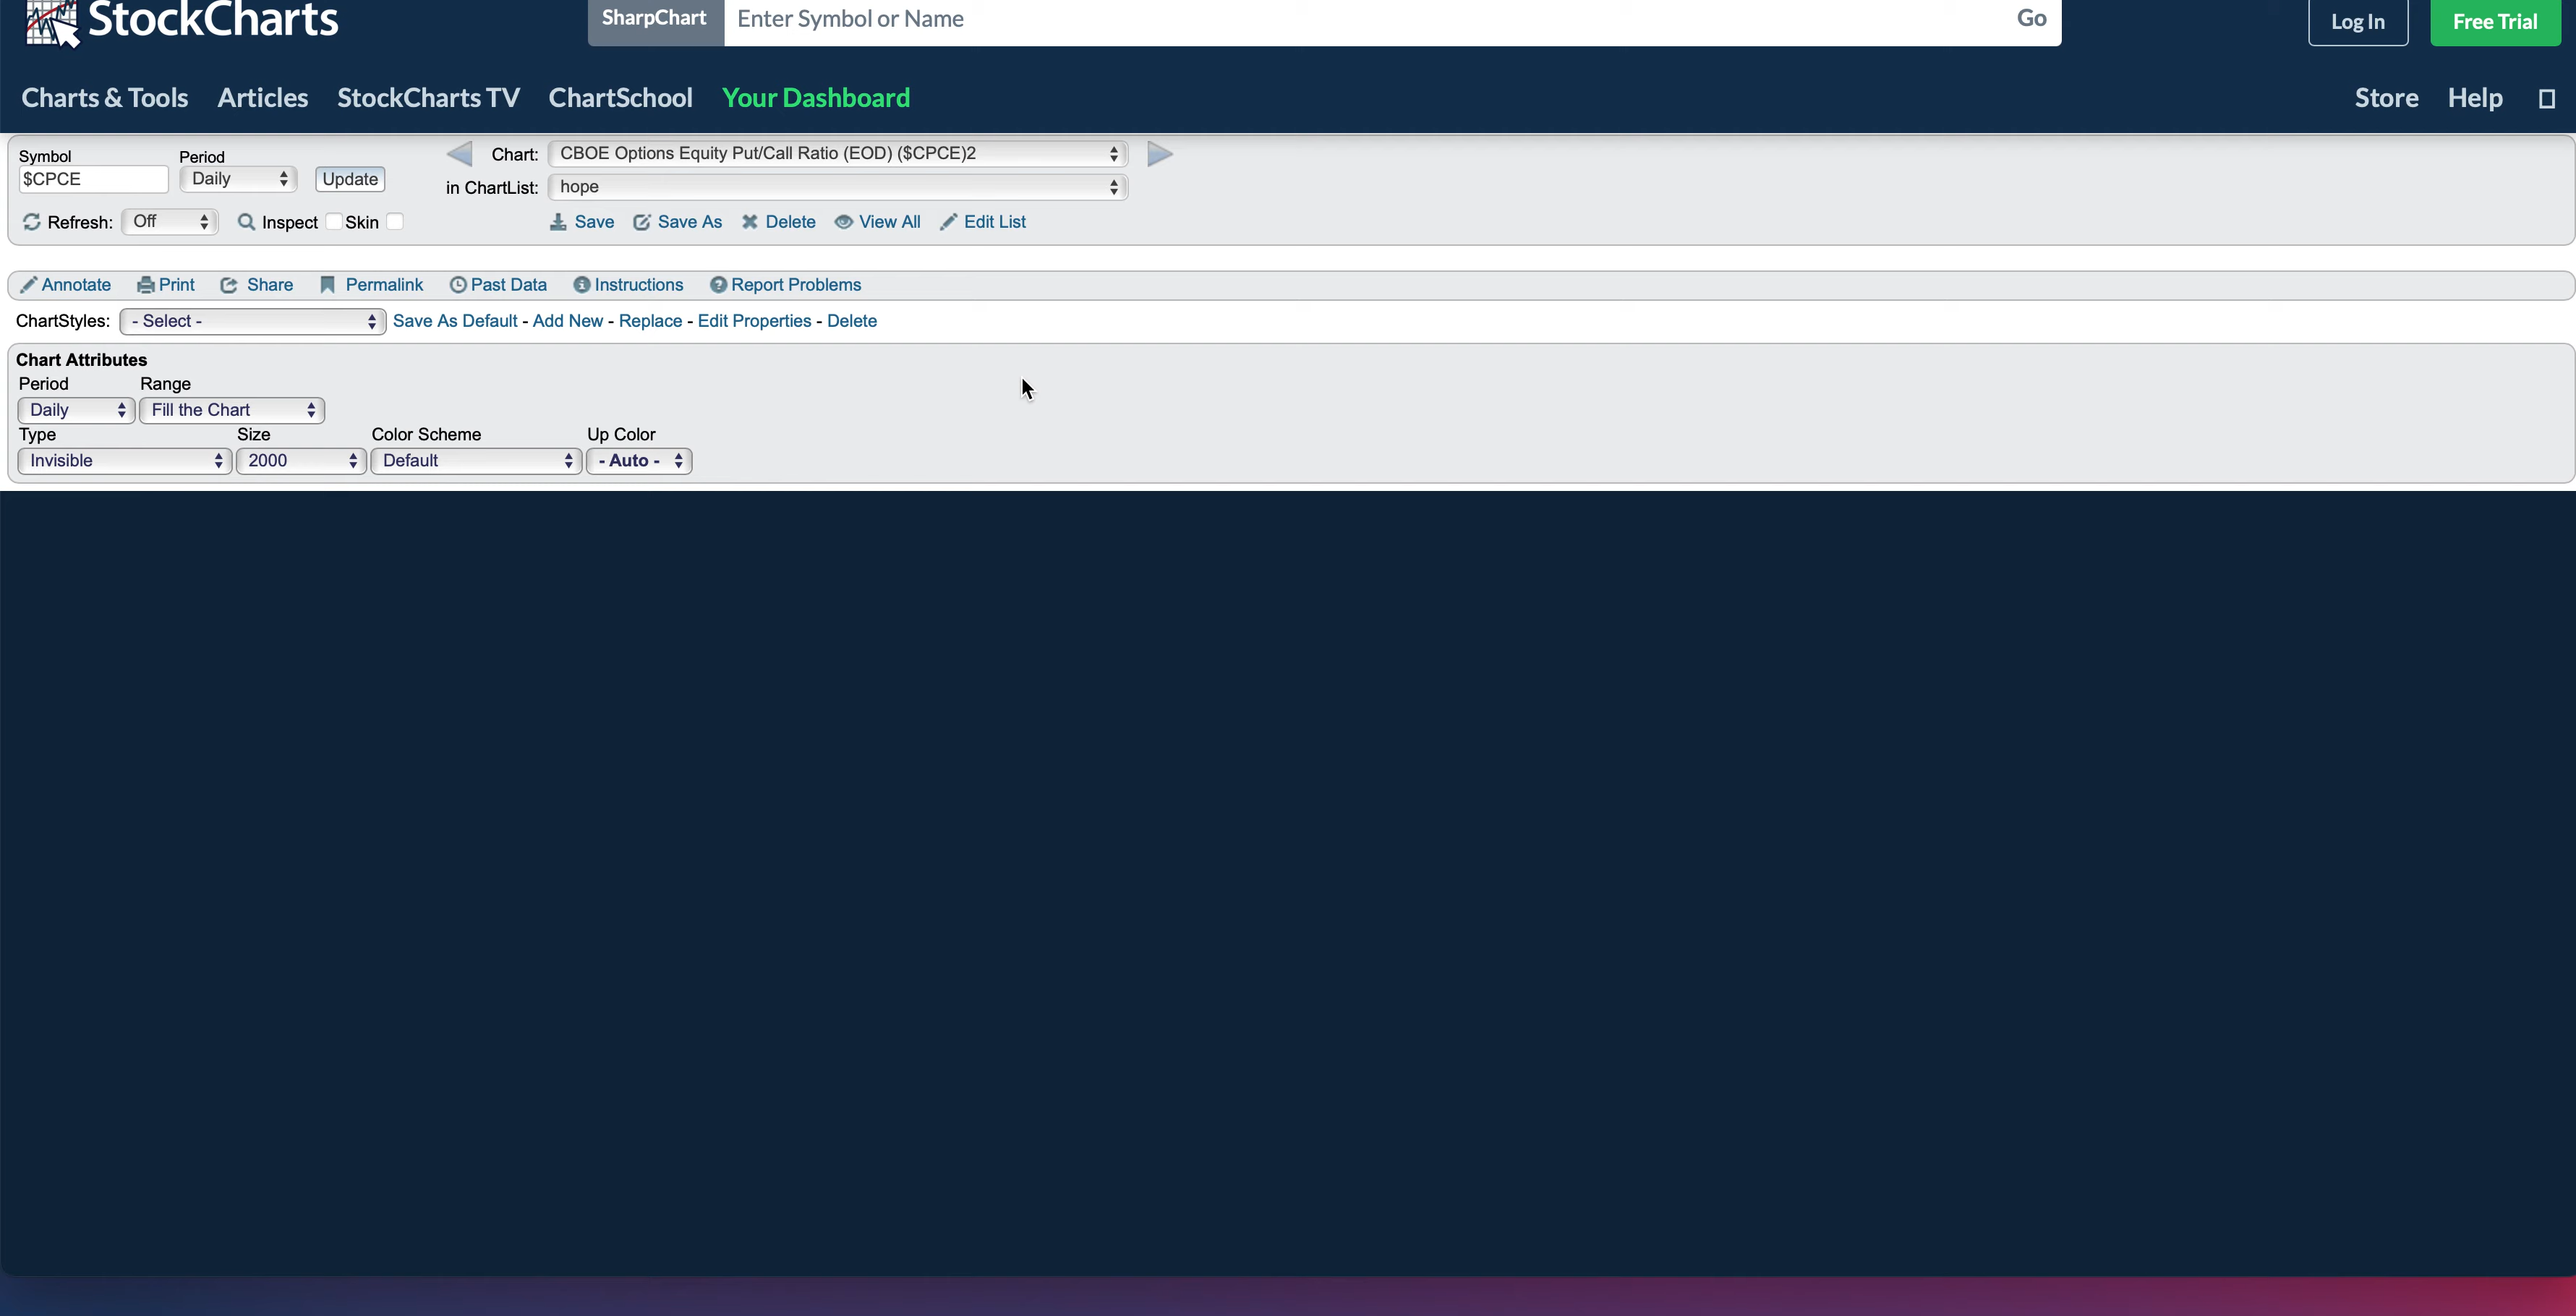 StockCharts SharpChart Enter Symbol or Name Go Log In Free Trial
Charts & Tools Articles StockCharts TV ChartSchool Your Dashboard Store Help
Symbol Period Chart: CBOE Options Equity Put/Call Ratio (EOD) ($CPCE)2
$CPCE Daily Update in ChartList: hope
Refresh: Off Inspect Skin Save Save As Delete View All Edit List
Annotate Print Share Permalink Past Data Instructions Report Problems
ChartStyles: - Select - Save As Default - Add New - Replace - Edit Properties - Delete
Chart Attributes
Period Range
Daily Fill the Chart
Type Size Color Scheme Up Color
Invisible 2000 Default - Auto -